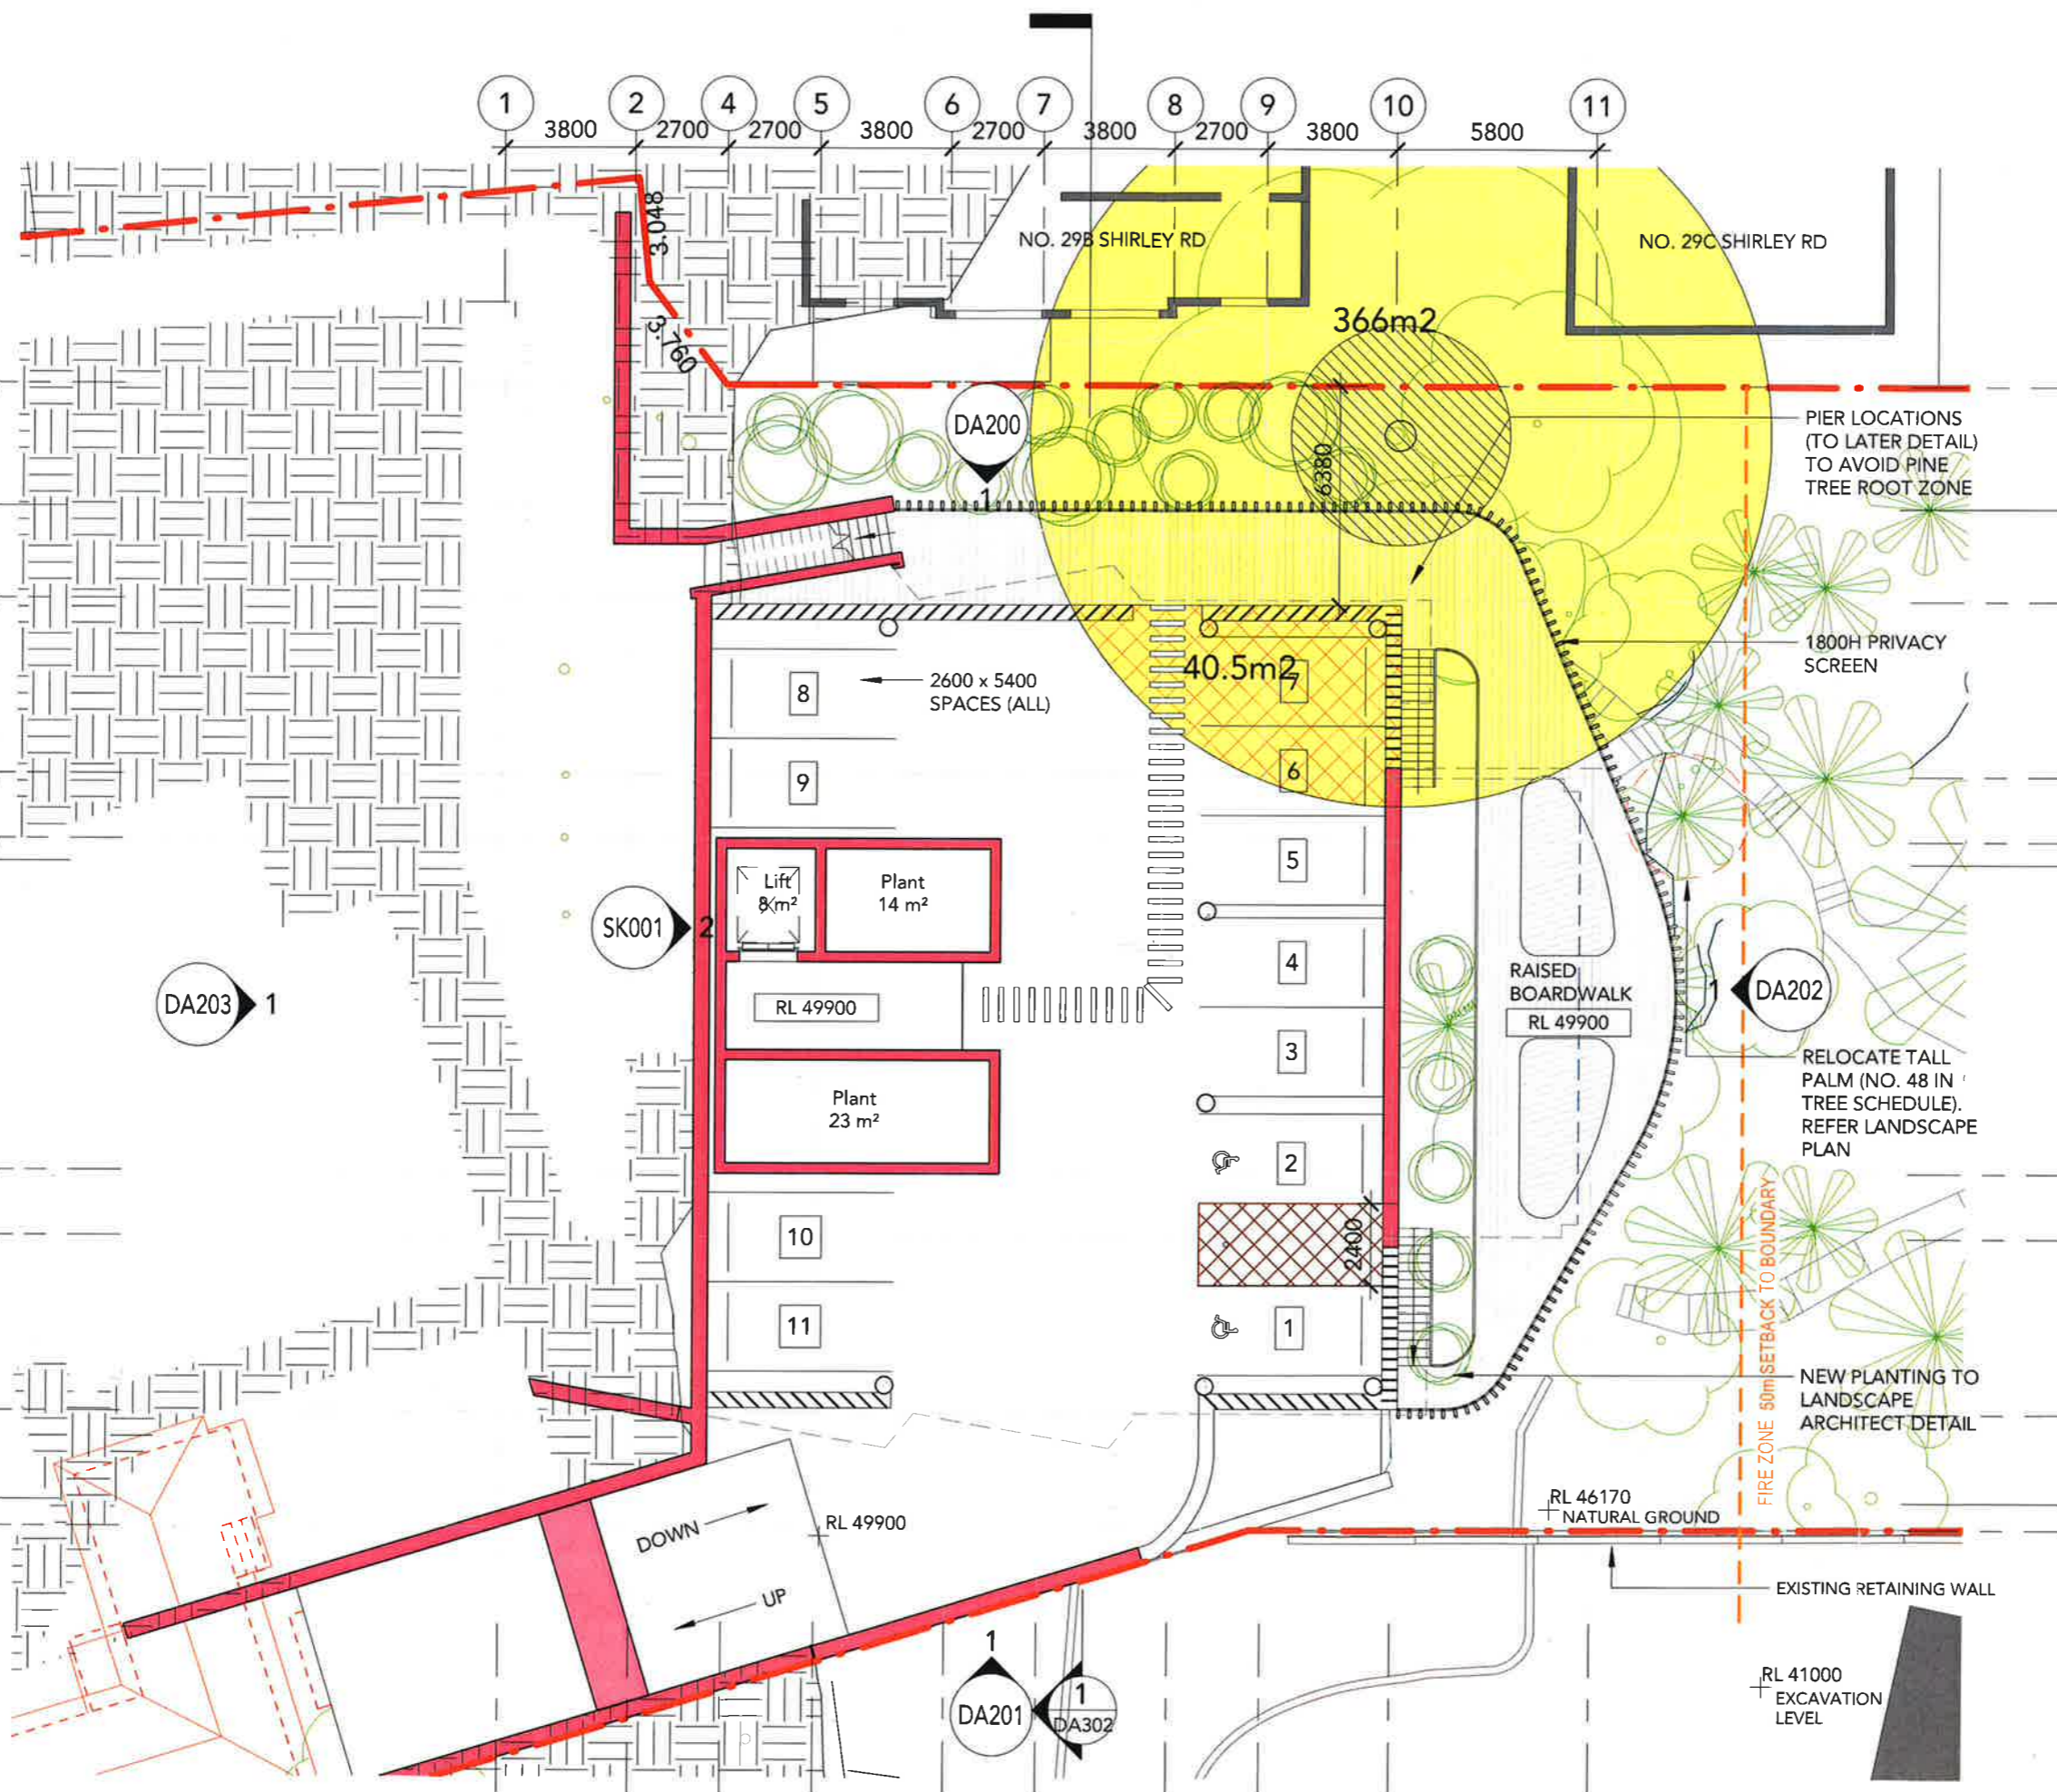 1
2
4
5
6
7
8
9
10
11
3800
2700
2700
3800
2700
3800
2700
3800
5800
3.048
3.760
NO. 29B SHIRLEY RD
NO. 29C SHIRLEY RD
366m2
DA200
1
6380
PIER LOCATIONS
(TO LATER DETAIL)
TO AVOID PINE
TREE ROOT ZONE
1800H PRIVACY
SCREEN
40.5m2
7
8
2600 x 5400
SPACES (ALL)
9
6
5
Lift
8 m²
Plant
14 m²
SK001
2
4
DA203
1
RL 49900
RAISED
BOARDWALK
RL 49900
1
DA202
3
RELOCATE TALL
PALM (NO. 48 IN
TREE SCHEDULE).
REFER LANDSCAPE
PLAN
Plant
23 m²
2
10
2400
11
1
FIRE ZONE 50m SETBACK TO BOUNDARY
NEW PLANTING TO
LANDSCAPE
ARCHITECT DETAIL
RL 46170
NATURAL GROUND
DOWN
RL 49900
UP
EXISTING RETAINING WALL
1
DA201
1
DA302
RL 41000
EXCAVATION
LEVEL